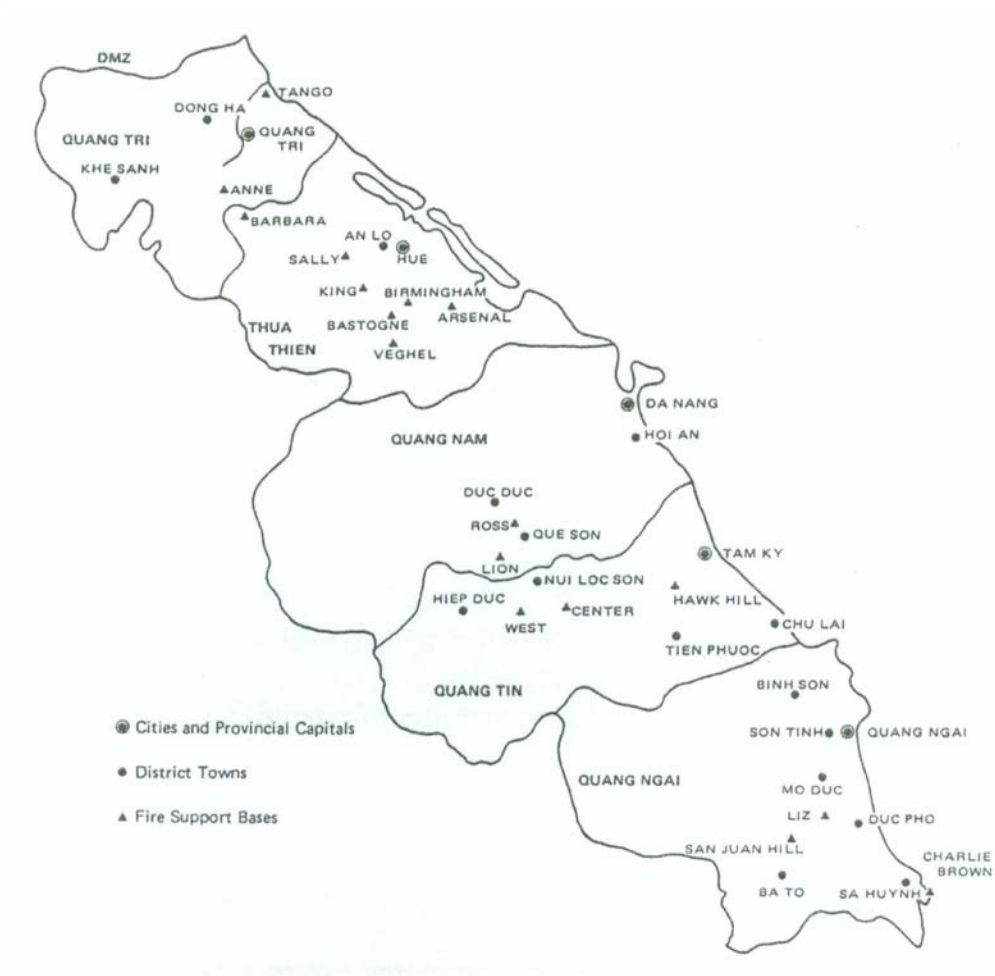 DMZ
TANGO
DONG HA
QUANG TRI
QUANG
TRI
KHE SANH
ANNE
BARBARA
AN LO
HUE
SALLY
KING
BIRMINGHAM
ARSENAL
BASTOGNE
THUA
THIEN
VEGHEL
DA NANG
HOI AN
QUANG NAM
DUC DUC
ROSS
QUE SON
LION
TAM KY
NUI LOC SON
HIEP DUC
CENTER
HAWK HILL
WEST
CHU LAI
TIEN PHUOC
QUANG TIN
BINH SON
Cities and Provincial Capitals
SON TINH
QUANG NGAI
District Towns
QUANG NGAI
MO DUC
Fire Support Bases
LIZ
DUC PHO
SAN JUAN HILL
CHARLIE
BROWN
BA TO
SA HUYNH